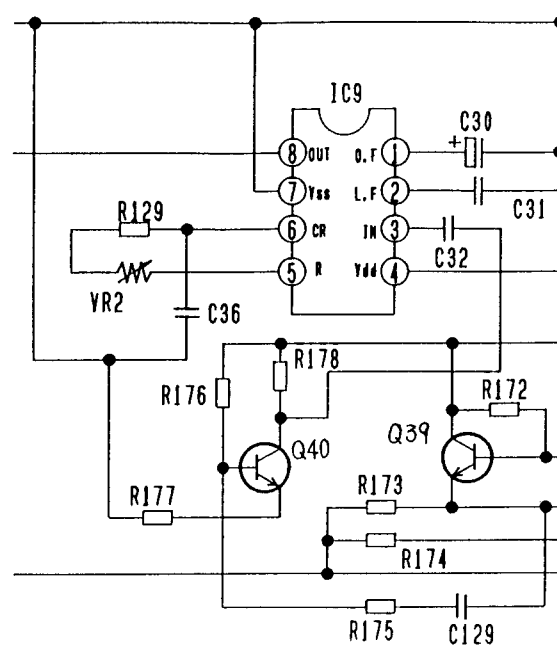 IC9
C30
+
8 OUT O.F 1
7 Vss L.F 2
C31
R129
6 CR IN 3
C32
5 R Vdd 4
VR2
C36
R178
R176
R172
Q40
Q39
R177
R173
R174
R175
C129